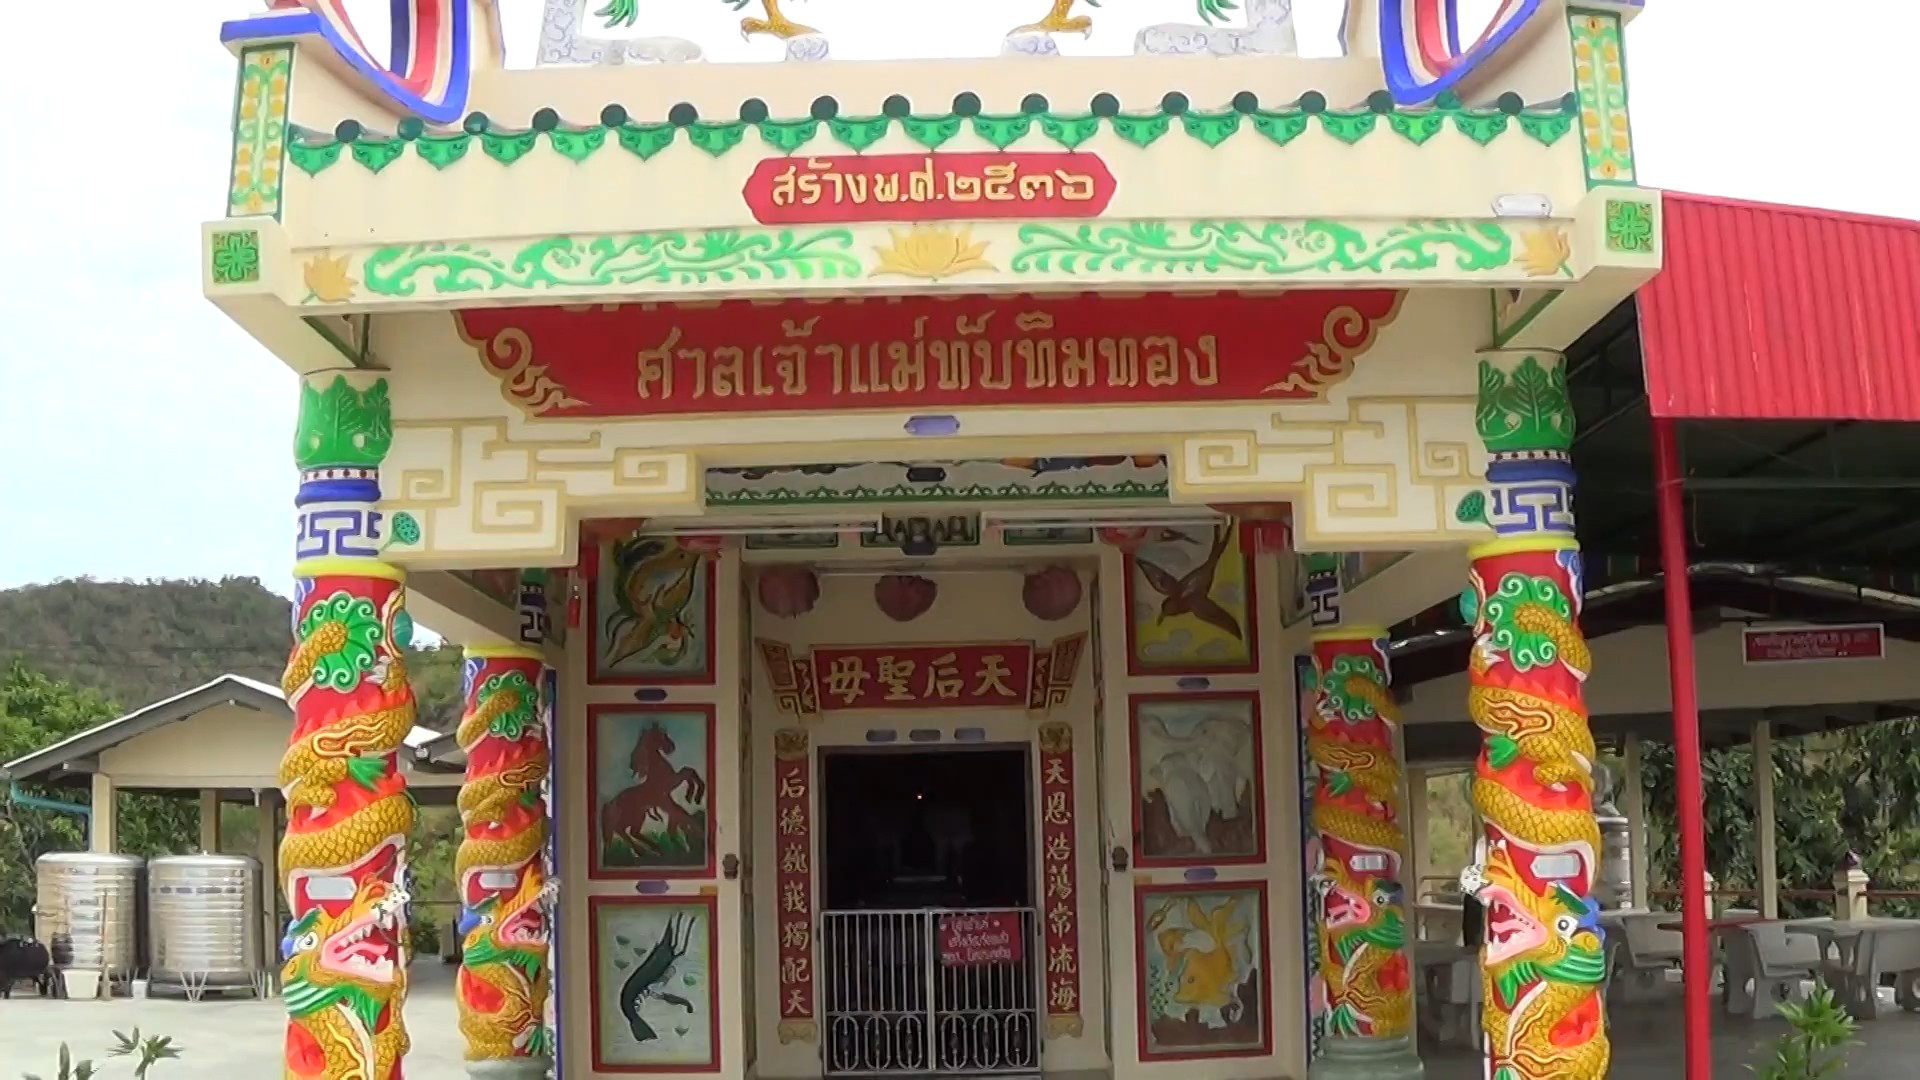 สร้างพ.ศ.๒๕๓๖
ศาลเจ้าแม่ทับทิมทอง
母聖后天
天恩浩蕩常流海
后德巍峩獨配天